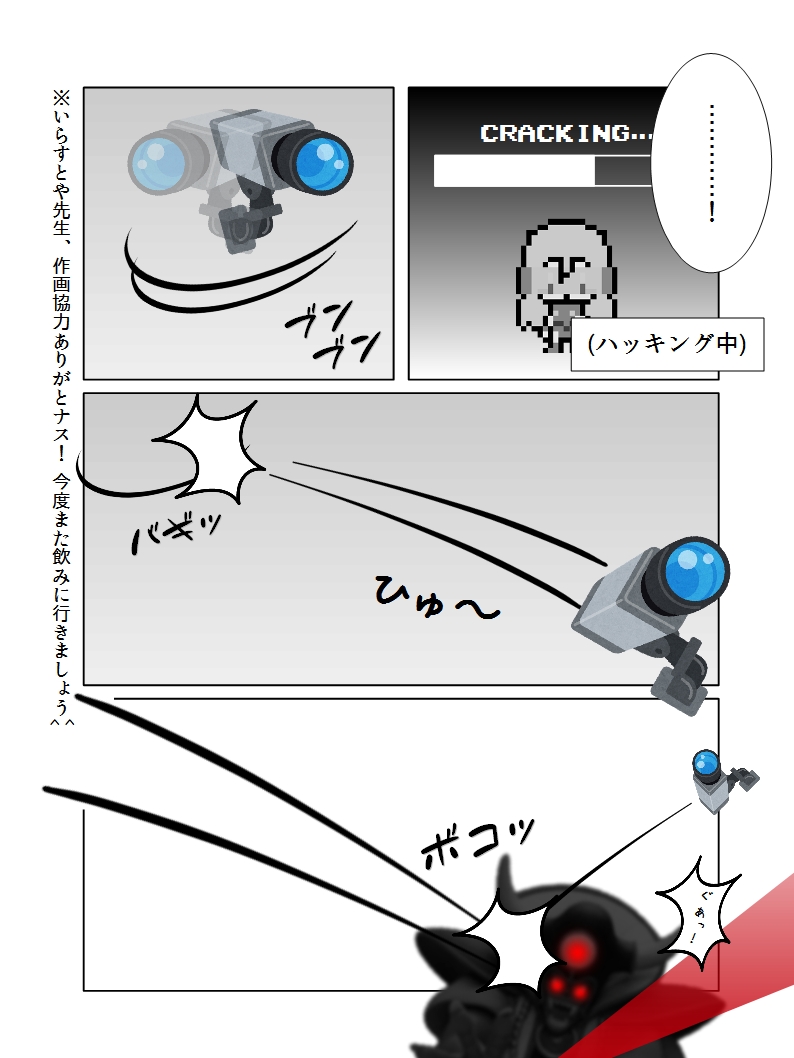 …………!
CRACKING...
(ハッキング中)
ブン
ブン
バギッ
ひゅ〜
ボコッ
ぐあっ!
※いらすとや先生、作画協力ありがとナス! 今度また飲みに行きましょう^^